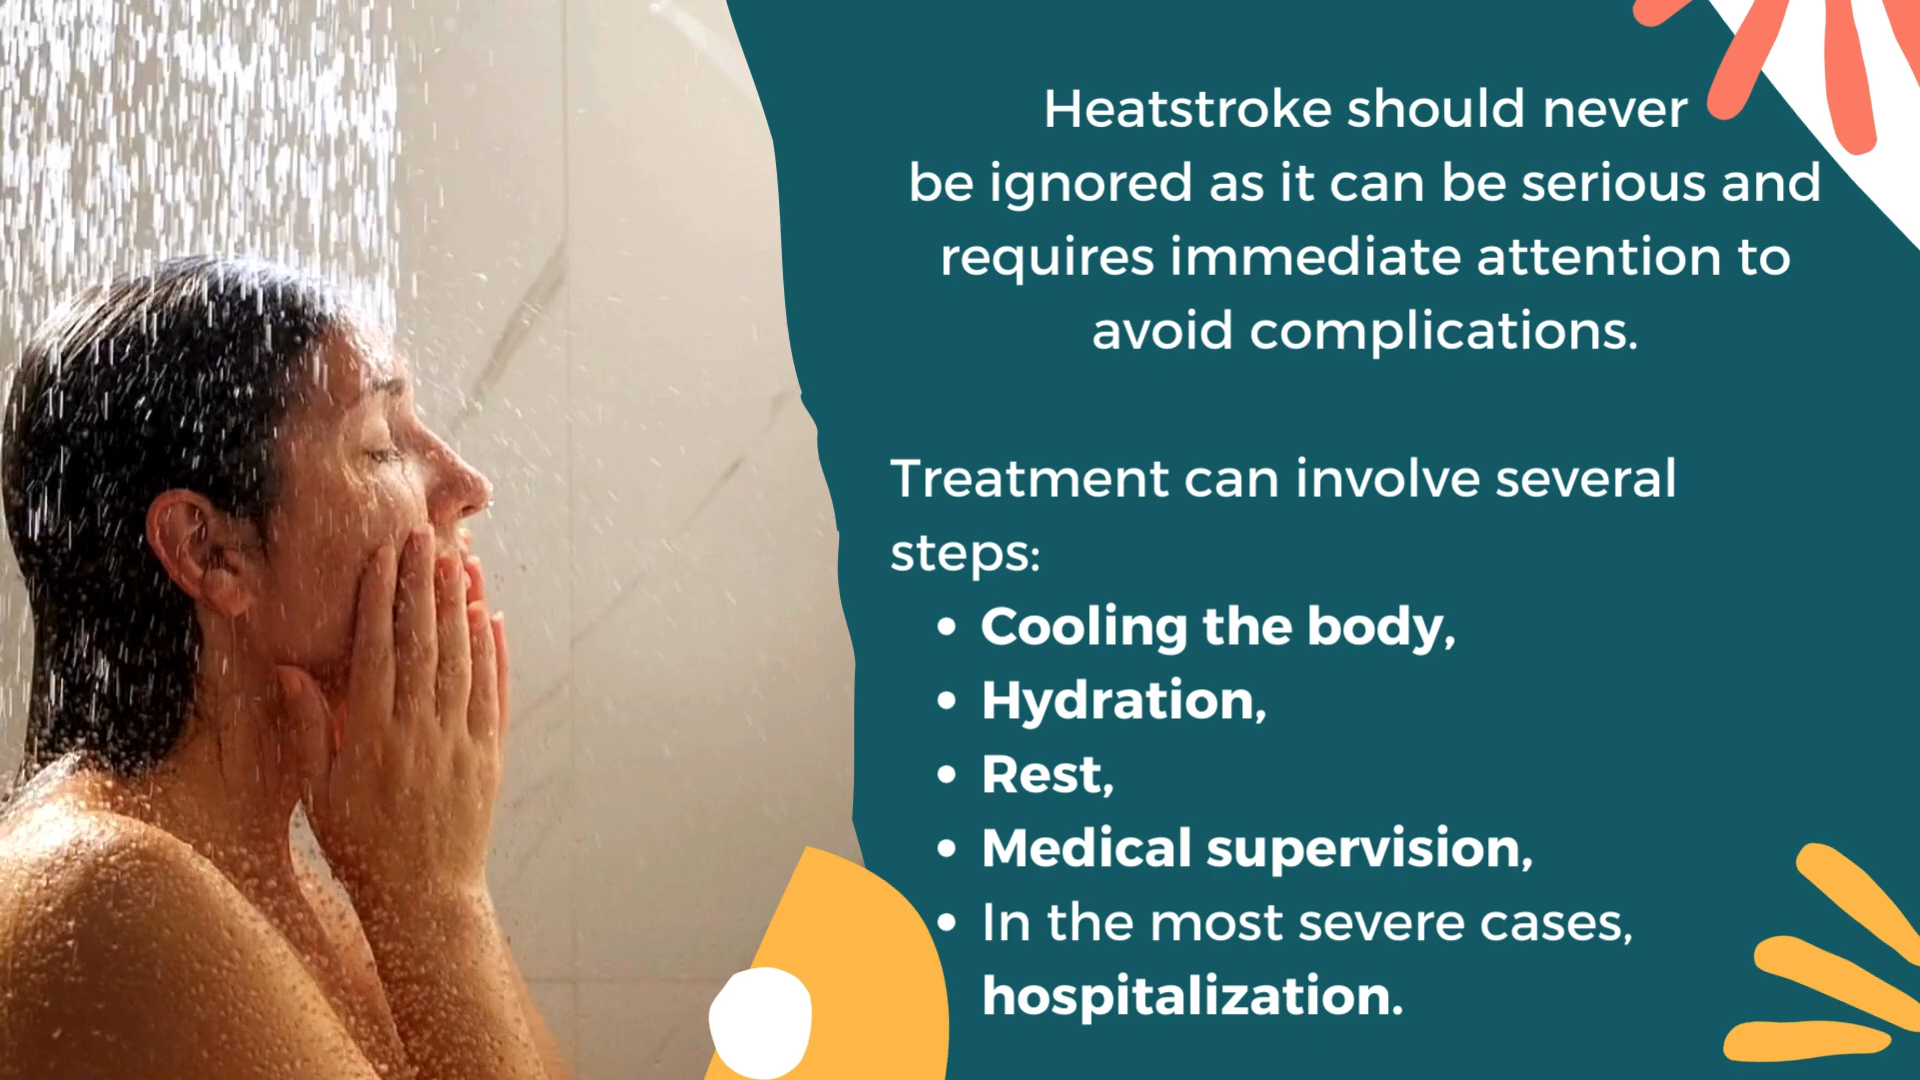 Heatstroke should never
be ignored as it can be serious and
requires immediate attention to
avoid complications.
Treatment can involve several
steps:
• Cooling the body,
• Hydration,
• Rest,
• Medical supervision,
• In the most severe cases,
hospitalization.